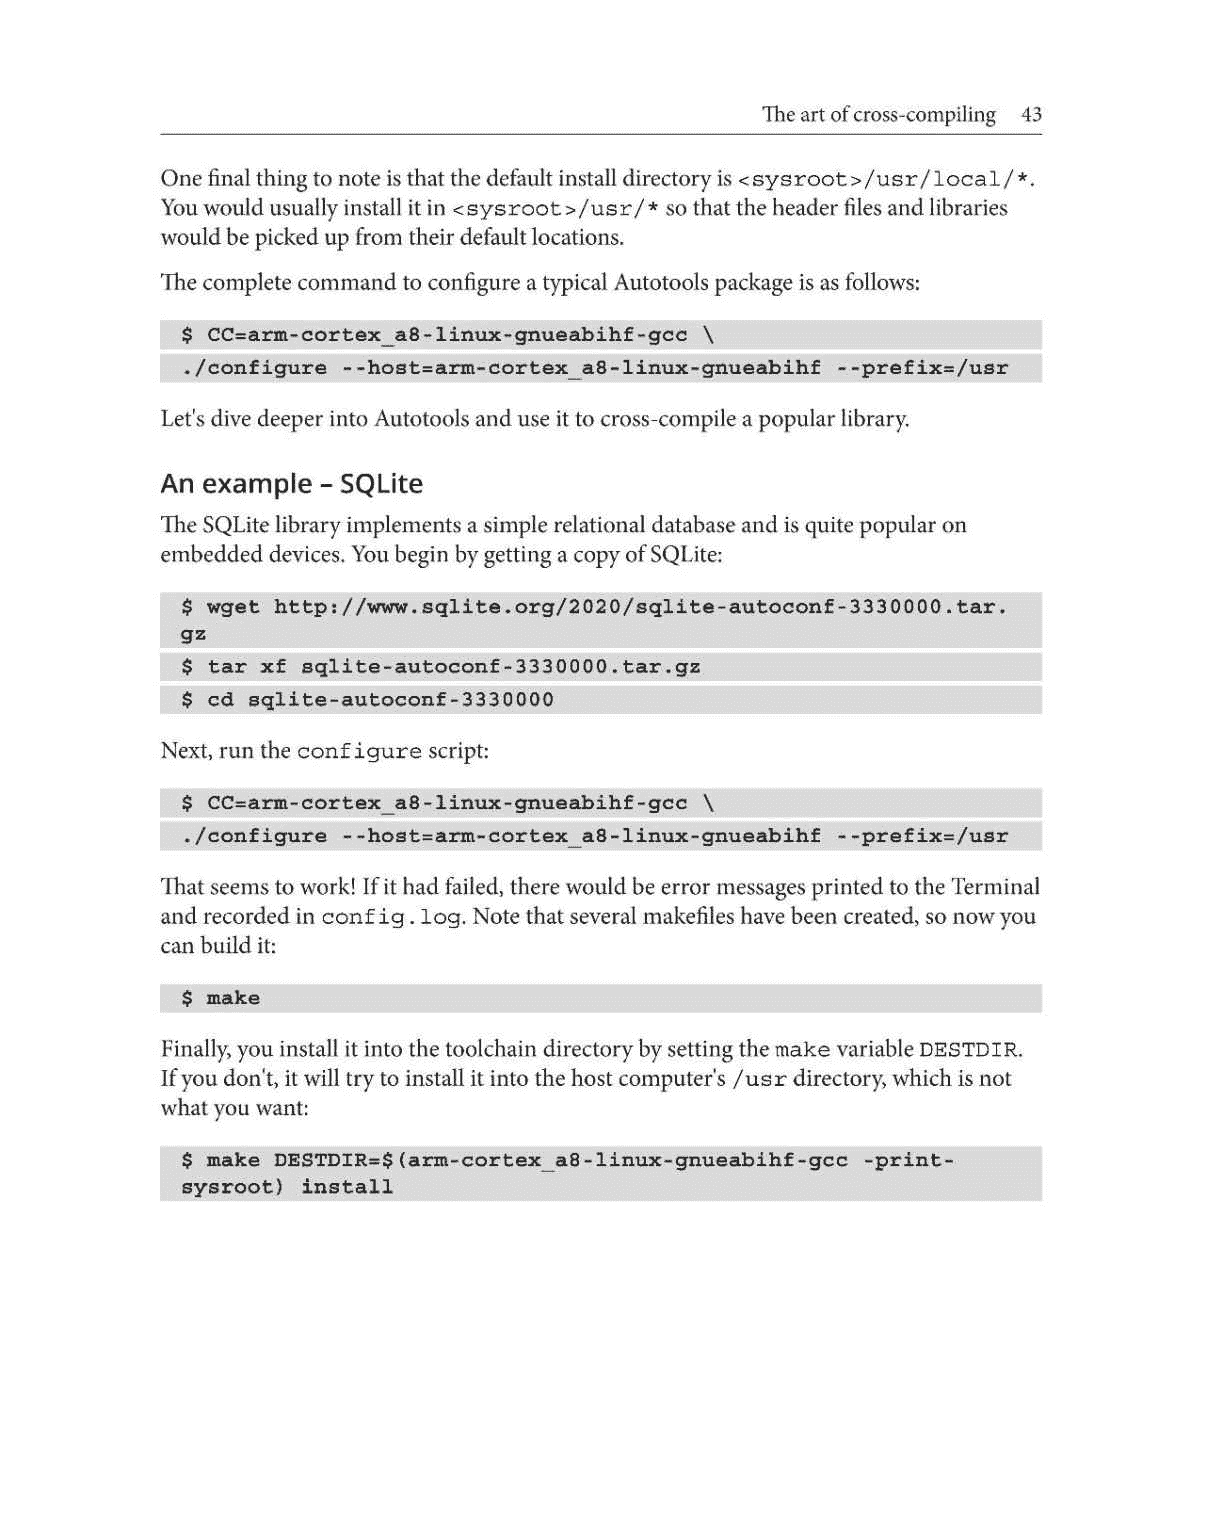 The art of cross-compiling 43
One final thing to note is that the default install directory is <sysroot>/usr/local/*.
You would usually install it in <sysroot>/usr/* so that the header files and libraries
would be picked up from their default locations.
The complete command to configure a typical Autotools package is as follows:
$ CC=arm-cortex_a8-linux-gnueabihf-gcc \
./configure --host=arm-cortex_a8-linux-gnueabihf --prefix=/usr
Let's dive deeper into Autotools and use it to cross-compile a popular library.
An example – SQLite
The SQLite library implements a simple relational database and is quite popular on
embedded devices. You begin by getting a copy of SQLite:
$ wget http://www.sqlite.org/2020/sqlite-autoconf-3330000.tar.
gz
$ tar xf sqlite-autoconf-3330000.tar.gz
$ cd sqlite-autoconf-3330000
Next, run the configure script:
$ CC=arm-cortex_a8-linux-gnueabihf-gcc \
./configure --host=arm-cortex_a8-linux-gnueabihf --prefix=/usr
That seems to work! If it had failed, there would be error messages printed to the Terminal
and recorded in config.log. Note that several makefiles have been created, so now you
can build it:
$ make
Finally, you install it into the toolchain directory by setting the make variable DESTDIR.
If you don't, it will try to install it into the host computer's /usr directory, which is not
what you want:
$ make DESTDIR=$(arm-cortex_a8-linux-gnueabihf-gcc -print-
sysroot) install